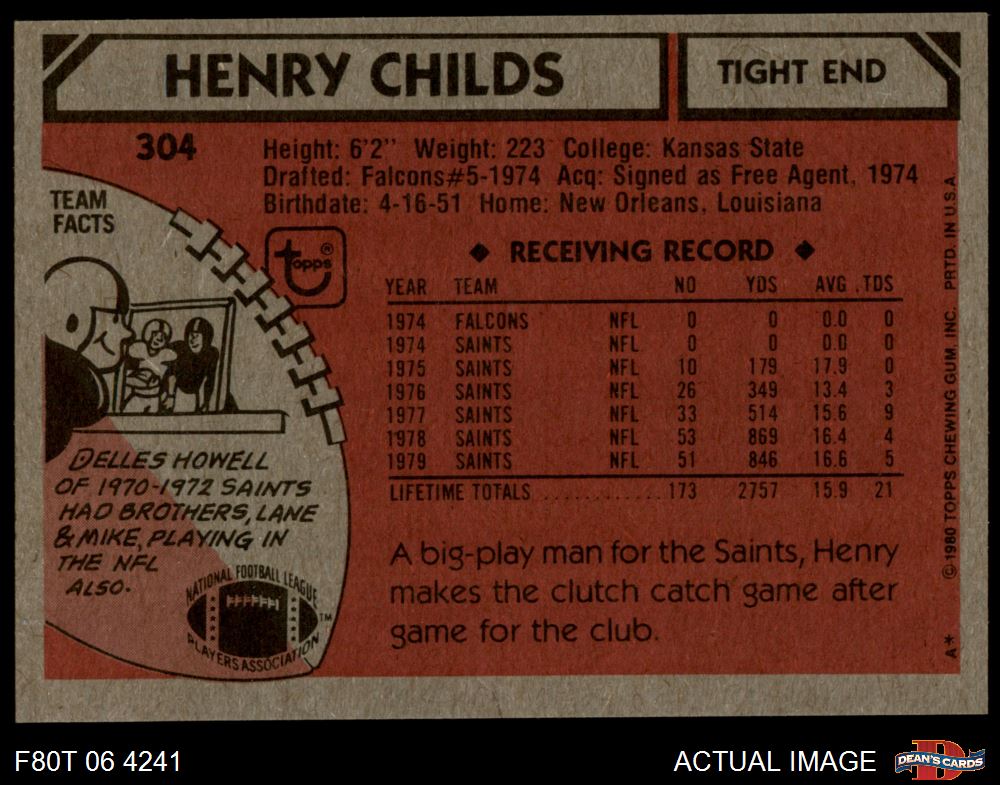 HENRY CHILDS
TIGHT END
304
Height: 6'2" Weight: 223 College: Kansas State
Drafted: Falcons#5-1974 Acq: Signed as Free Agent, 1974
Birthdate: 4-16-51 Home: New Orleans, Louisiana
TEAM
FACTS
topps®
◆ RECEIVING RECORD ◆
YEAR TEAM NO YDS AVG TDS
1974 FALCONS NFL 0 0 0.0 0
1974 SAINTS NFL 0 0 0.0 0
1975 SAINTS NFL 10 179 17.9 0
1976 SAINTS NFL 26 349 13.4 3
1977 SAINTS NFL 33 514 15.6 9
1978 SAINTS NFL 53 869 16.4 4
1979 SAINTS NFL 51 846 16.6 5
LIFETIME TOTALS ............. 173 2757 15.9 21
DELLES HOWELL
OF 1970-1972 SAINTS
HAD BROTHERS, LANE
& MIKE, PLAYING IN
THE NFL
ALSO.
NATIONAL FOOTBALL LEAGUE
PLAYERS ASSOCIATION
TM
A big-play man for the Saints, Henry
makes the clutch catch game after
game for the club.
A* © 1980 TOPPS CHEWING GUM, INC. PRTD. IN U.S.A.
F80T 06 4241
ACTUAL IMAGE
D
DEAN'S CARDS